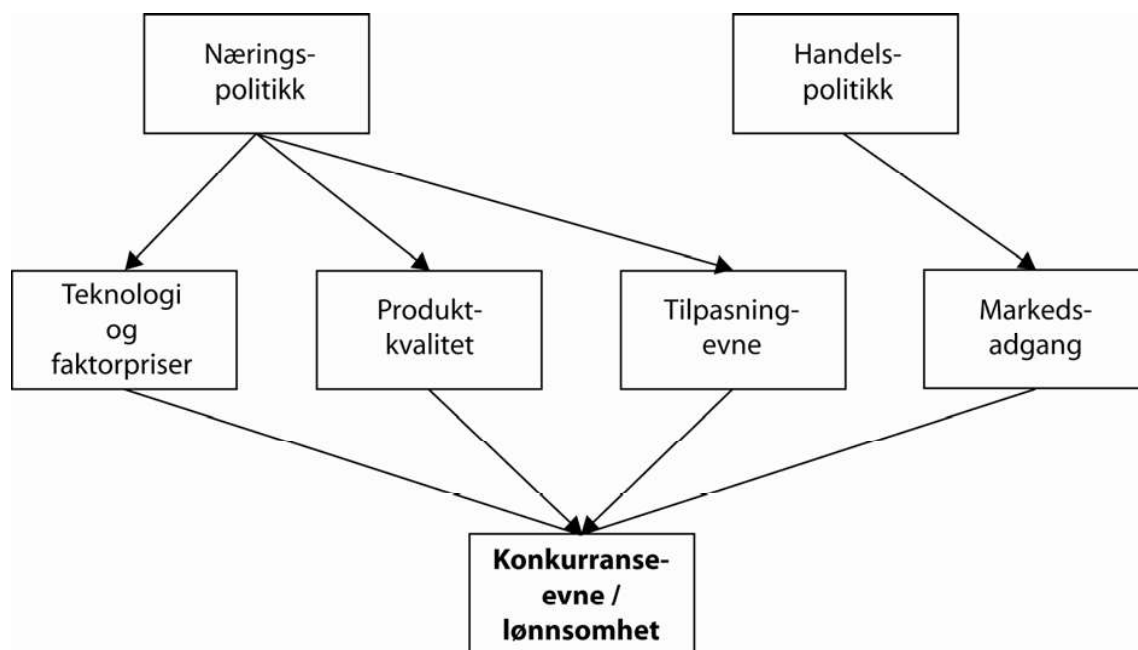 Nærings-
politikk
Handels-
politikk
Teknologi
og
faktorpriser
Produkt-
kvalitet
Tilpasning-
evne
Markeds-
adgang
Konkurranse-
evne /
lønnsomhet